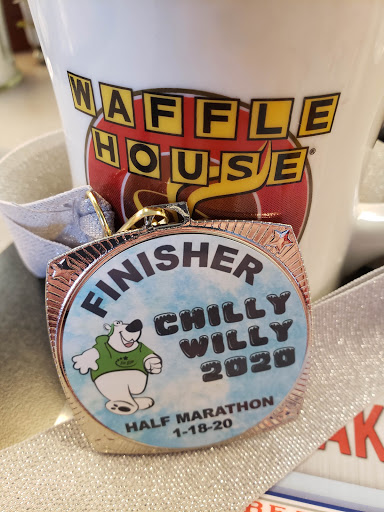 WAFFLE
HOUSE®
FINISHER
CHILLY
WILLY
2020
HALF MARATHON
1-18-20